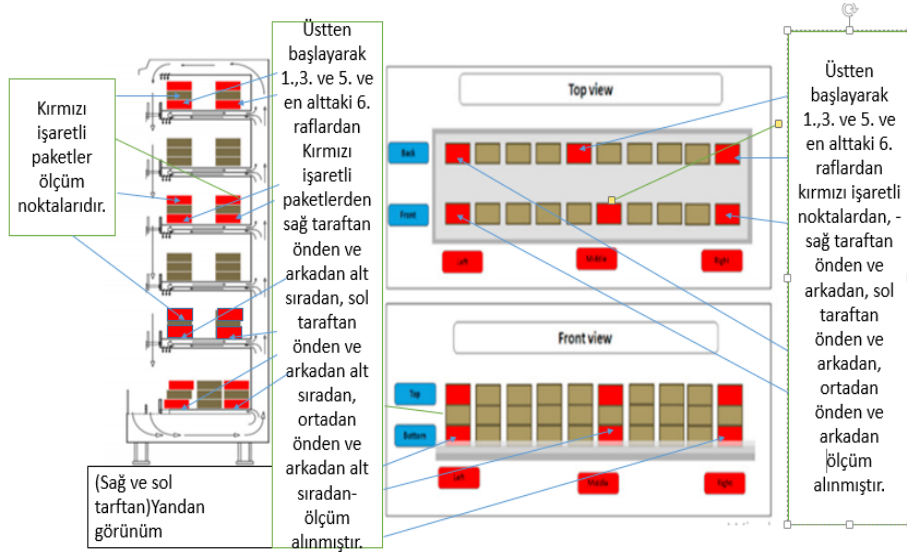 Kırmızı
işaretli
paketler
ölçüm
noktalarıdır.
Üstten
başlayarak
1.,3. ve 5. ve
en alttaki 6.
raflardan
Kırmızı
işaretli
paketlerden
sağ taraftan
önden ve
arkadan alt
sıradan, sol
taraftan
önden ve
arkadan alt
sıradan,
ortadan
önden ve
arkadan alt
sıradan-
ölçüm
alınmıştır.
(Sağ ve sol
tarftan)Yandan
görünüm
Top view
Back
Front
Left
Middle
Right
Front view
Top
Bottom
Left
Middle
Right
Üstten
başlayarak
1.,3. ve 5. ve
en alttaki 6.
raflardan
kırmızı işaretli
noktalardan, -
sağ taraftan
önden ve
arkadan, sol
taraftan
önden ve
arkadan,
ortadan
önden ve
arkadan
ölçüm
alınmıştır.